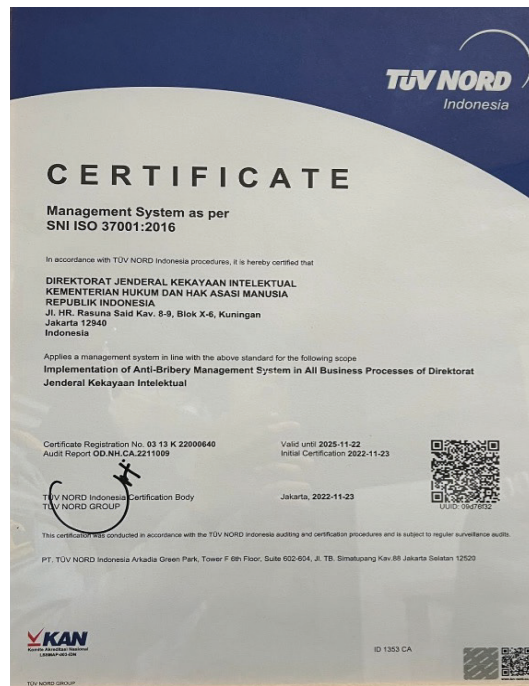 TÜV NORD
Indonesia
CERTIFICATE
Management System as per
SNI ISO 37001:2016
In accordance with TÜV NORD Indonesia procedures, it is hereby certified that
DIREKTORAT JENDERAL KEKAYAAN INTELEKTUAL
KEMENTERIAN HUKUM DAN HAK ASASI MANUSIA
REPUBLIK INDONESIA
Jl. HR. Rasuna Said Kav. 8-9, Blok X-6, Kuningan
Jakarta 12940
Indonesia
Applies a management system in line with the above standard for the following scope
Implementation of Anti-Bribery Management System in All Business Processes of Direktorat
Jenderal Kekayaan Intelektual
Certificate Registration No. 03 13 K 22000640
Audit Report OD.NH.CA.2211009
Valid until 2025-11-22
Initial Certification 2022-11-23
TÜV NORD Indonesia Certification Body
TÜV NORD GROUP
Jakarta, 2022-11-23
UUID: 09d76f32
This certification was conducted in accordance with the TÜV NORD Indonesia auditing and certification procedures and is subject to regular surveillance audits.
PT. TÜV NORD Indonesia Arkadia Green Park, Tower F 6th Floor, Suite 602-604, Jl. TB. Simatupang Kav.88 Jakarta Selatan 12520
KAN
Komite Akreditasi Nasional
ID 1353 CA
TÜV NORD GROUP